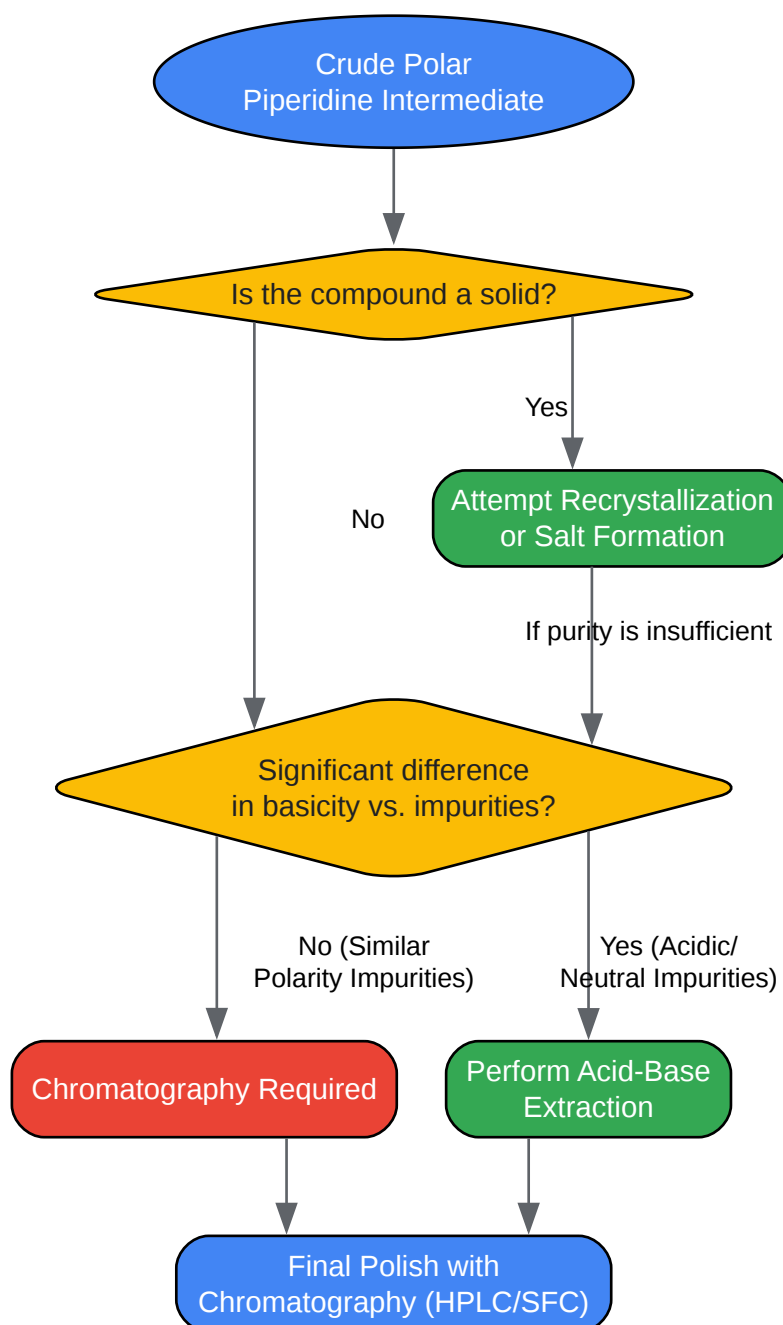 Crude Polar
Piperidine Intermediate
Is the compound a solid?
Yes
No
Attempt Recrystallization
or Salt Formation
If purity is insufficient
Significant difference
in basicity vs. impurities?
No (Similar
Polarity Impurities)
Yes (Acidic/
Neutral Impurities)
Chromatography Required
Perform Acid-Base
Extraction
Final Polish with
Chromatography (HPLC/SFC)